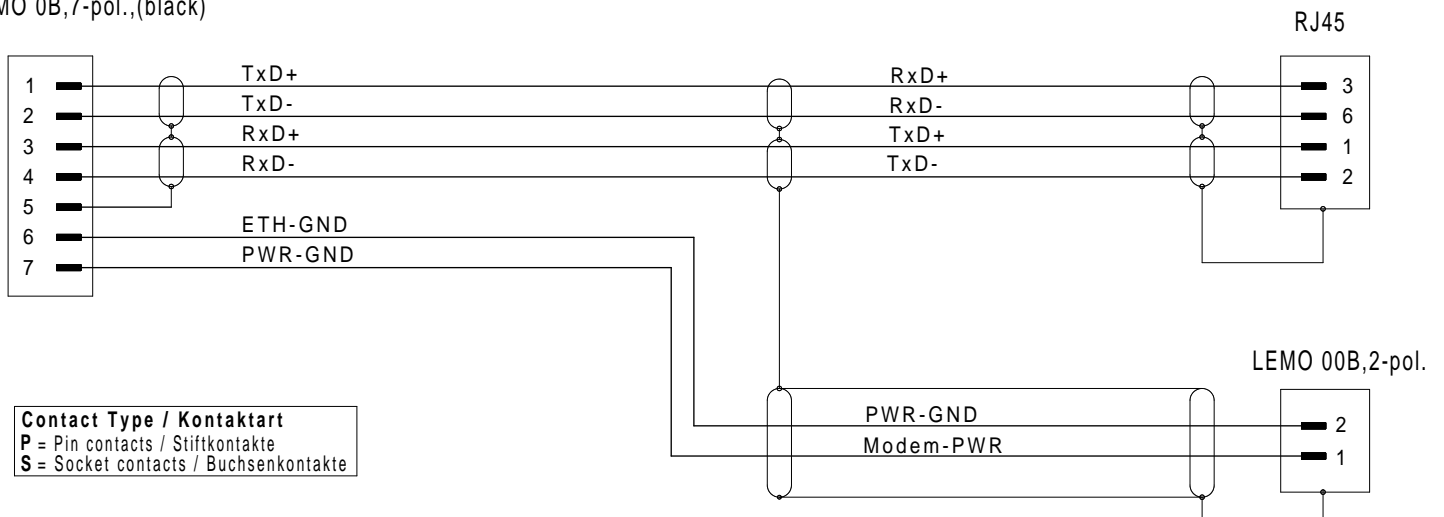 0B,7-pol.,(black)
RJ45
1 TxD+ RxD+ 3
2 TxD- RxD- 6
3 RxD+ TxD+ 1
4 RxD- TxD- 2
5
6 ETH-GND
7 PWR-GND
LEMO 00B,2-pol.
PWR-GND 2
Modem-PWR 1
Contact Type / Kontaktart
P = Pin contacts / Stiftkontakte
S = Socket contacts / Buchsenkontakte